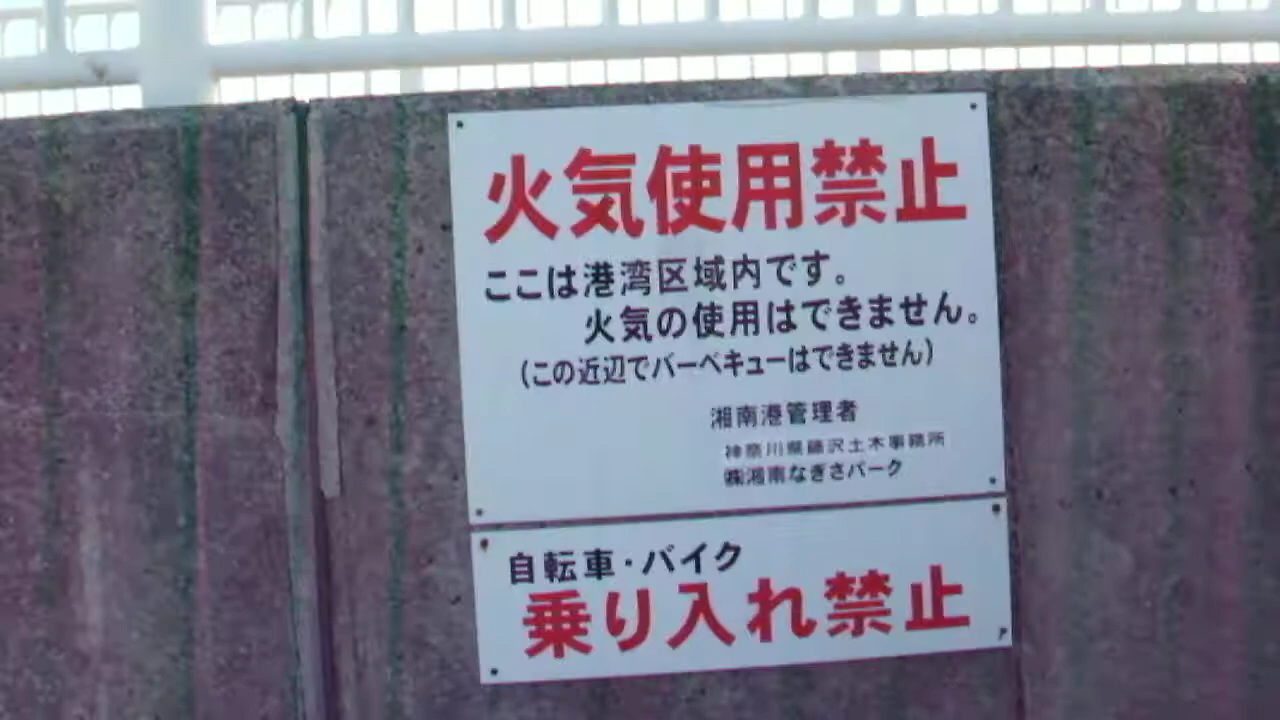 火気使用禁止
ここは港湾区域内です。
火気の使用はできません。
(この近辺でバーベキューはできません)
湘南港管理者
神奈川県藤沢土木事務所
㈱湘南なぎさパーク
自転車・バイク
乗り入れ禁止